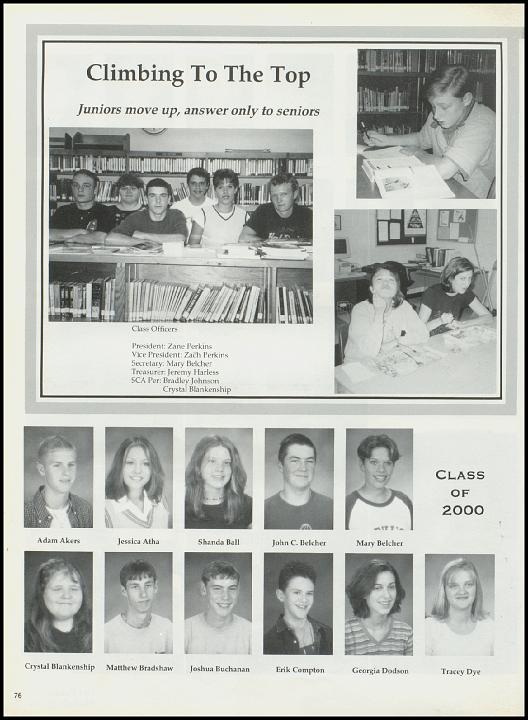 Climbing To The Top
Juniors move up, answer only to seniors
Class Officers
President: Zane Perkins
Vice President: Zach Perkins
Secretary: Mary Belcher
Treasurer: Jeremy Harless
SCA Per: Bradley Johnson
Crystal Blankenship
Adam Akers
Jessica Atha
Shanda Ball
John C. Belcher
Mary Belcher
CLASS
OF
2000
Crystal Blankenship
Matthew Bradshaw
Joshua Buchanan
Erik Compton
Georgia Dodson
Tracey Dye
76